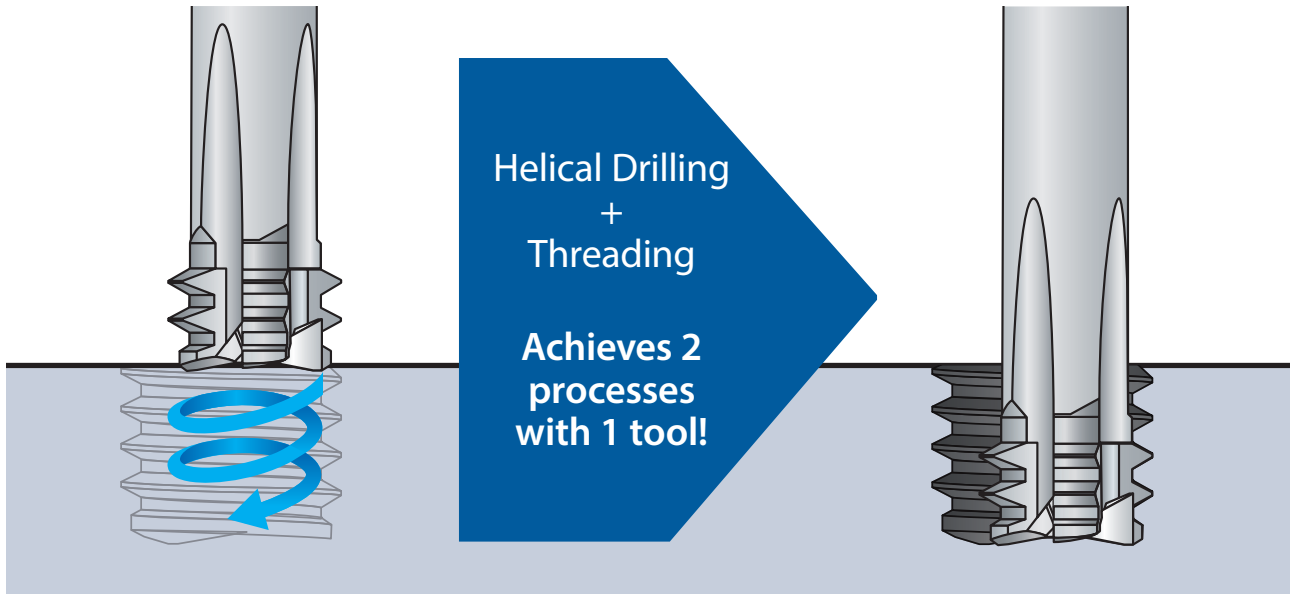 Helical Drilling
+
Threading
Achieves 2
processes
with 1 tool!